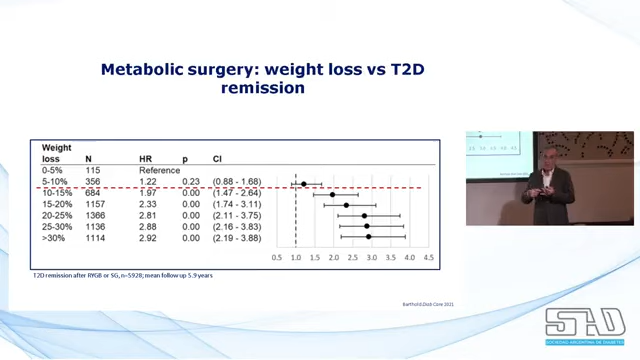 Metabolic surgery: weight loss vs T2D
remission
Weight
loss N HR p CI
0-5% 115 Reference
5-10% 356 1.22 0.23 (0.88 - 1.68)
10-15% 684 1.97 0.00 (1.47 - 2.64)
15-20% 1157 2.33 0.00 (1.74 - 3.11)
20-25% 1366 2.81 0.00 (2.11 - 3.75)
25-30% 1136 2.88 0.00 (2.16 - 3.83)
>30% 1114 2.92 0.00 (2.19 - 3.88)
0.5 1.0 1.5 2.0 2.5 3.0 3.5 4.0 4.5
T2D remission after RYGB or SG, n=5928; mean follow up 5.9 years
SAD
SOCIEDAD ARGENTINA DE DIABETES